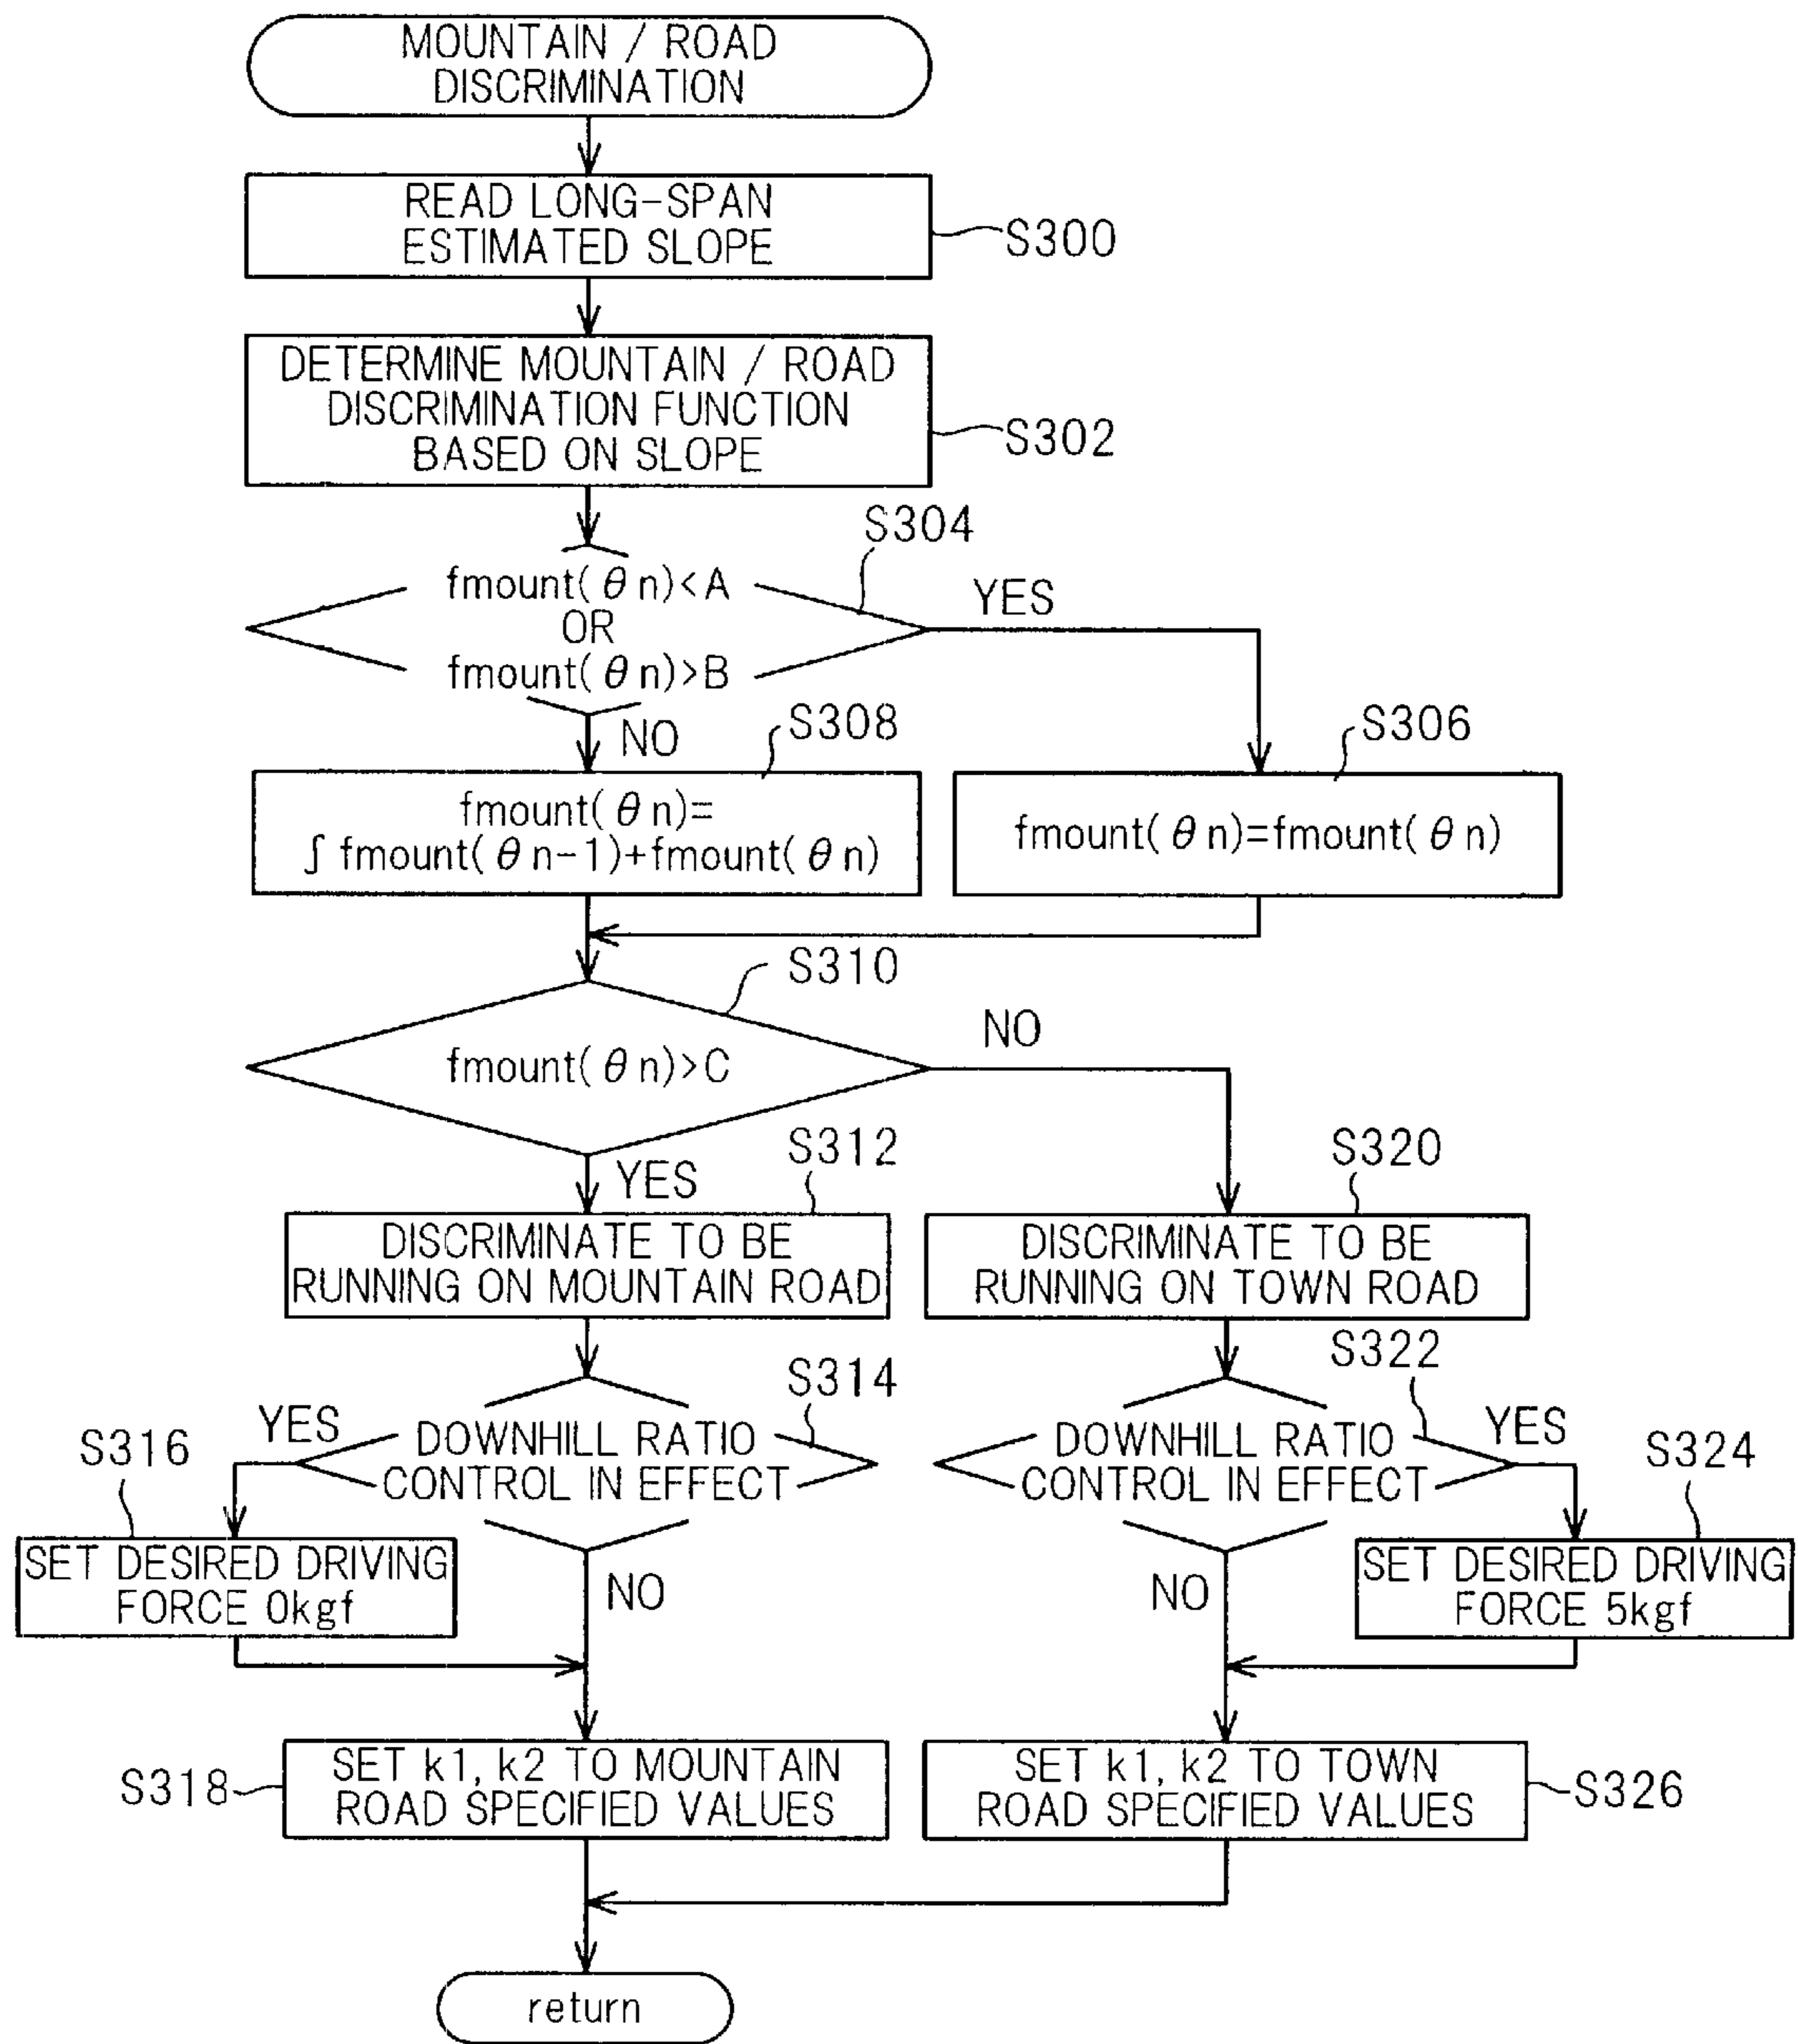 MOUNTAIN / ROAD
DISCRIMINATION
READ LONG-SPAN
ESTIMATED SLOPE
S300
DETERMINE MOUNTAIN / ROAD
DISCRIMINATION FUNCTION
BASED ON SLOPE
S302
S304
fmount(θn)<A
OR
fmount(θn)>B
YES
NO
S308
S306
fmount(θn)=
∫ fmount(θn-1)+fmount(θn)
fmount(θn)=fmount(θn)
S310
fmount(θn)>C
NO
YES
S312
S320
DISCRIMINATE TO BE
RUNNING ON MOUNTAIN ROAD
DISCRIMINATE TO BE
RUNNING ON TOWN ROAD
S314
S322
YES
DOWNHILL RATIO
CONTROL IN EFFECT
DOWNHILL RATIO
CONTROL IN EFFECT
YES
S316
S324
SET DESIRED DRIVING
FORCE 0kgf
NO
NO
SET DESIRED DRIVING
FORCE 5kgf
S318
SET k1, k2 TO MOUNTAIN
ROAD SPECIFIED VALUES
SET k1, k2 TO TOWN
ROAD SPECIFIED VALUES
S326
return